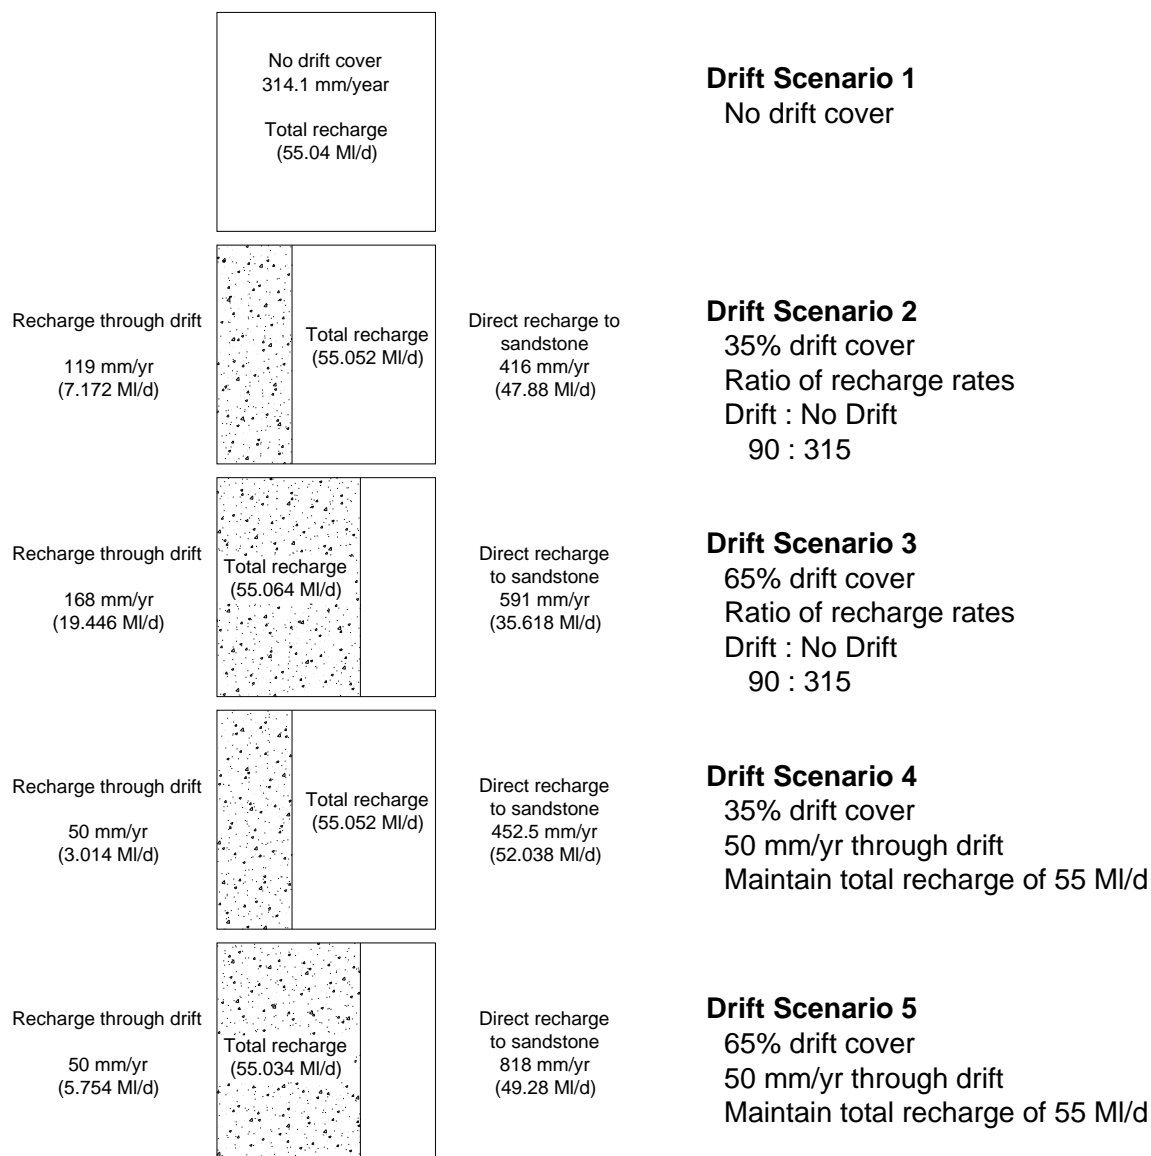 No drift cover
314.1 mm/year
Total recharge
(55.04 Ml/d)
Drift Scenario 1
No drift cover
Recharge through drift
119 mm/yr
(7.172 Ml/d)
Total recharge
(55.052 Ml/d)
Direct recharge to
sandstone
416 mm/yr
(47.88 Ml/d)
Drift Scenario 2
35% drift cover
Ratio of recharge rates
Drift : No Drift
90 : 315
Recharge through drift
168 mm/yr
(19.446 Ml/d)
Total recharge
(55.064 Ml/d)
Direct recharge
to sandstone
591 mm/yr
(35.618 Ml/d)
Drift Scenario 3
65% drift cover
Ratio of recharge rates
Drift : No Drift
90 : 315
Recharge through drift
50 mm/yr
(3.014 Ml/d)
Total recharge
(55.052 Ml/d)
Direct recharge
to sandstone
452.5 mm/yr
(52.038 Ml/d)
Drift Scenario 4
35% drift cover
50 mm/yr through drift
Maintain total recharge of 55 Ml/d
Recharge through drift
50 mm/yr
(5.754 Ml/d)
Total recharge
(55.034 Ml/d)
Direct recharge
to sandstone
818 mm/yr
(49.28 Ml/d)
Drift Scenario 5
65% drift cover
50 mm/yr through drift
Maintain total recharge of 55 Ml/d